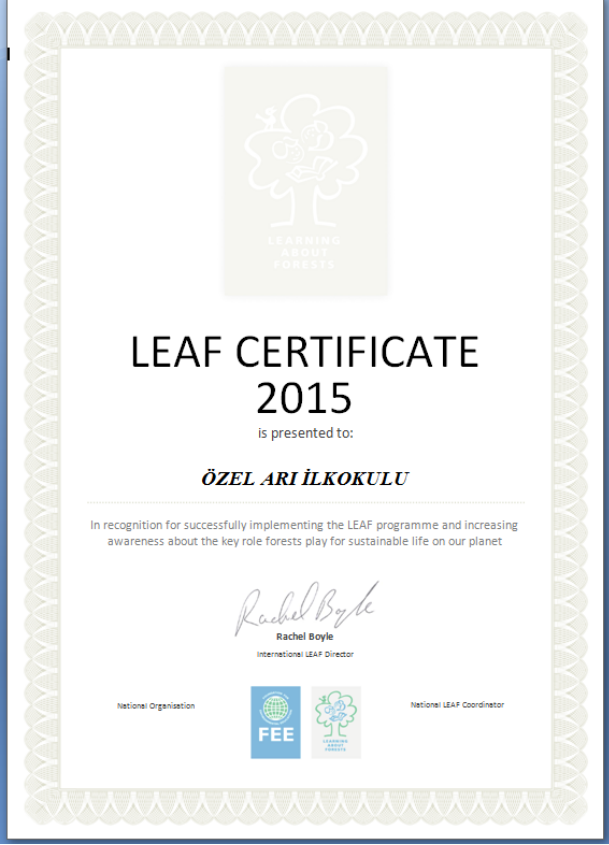 LEARNING
ABOUT
FORESTS
LEAF CERTIFICATE
2015
is presented to:
ÖZEL ARI İLKOKULU
In recognition for successfully implementing the LEAF programme and increasing
awareness about the key role forests play for sustainable life on our planet
Rachel Boyle
Rachel Boyle
International LEAF Director
National Organisation
FEE
LEARNING
ABOUT
FORESTS
National LEAF Coordinator